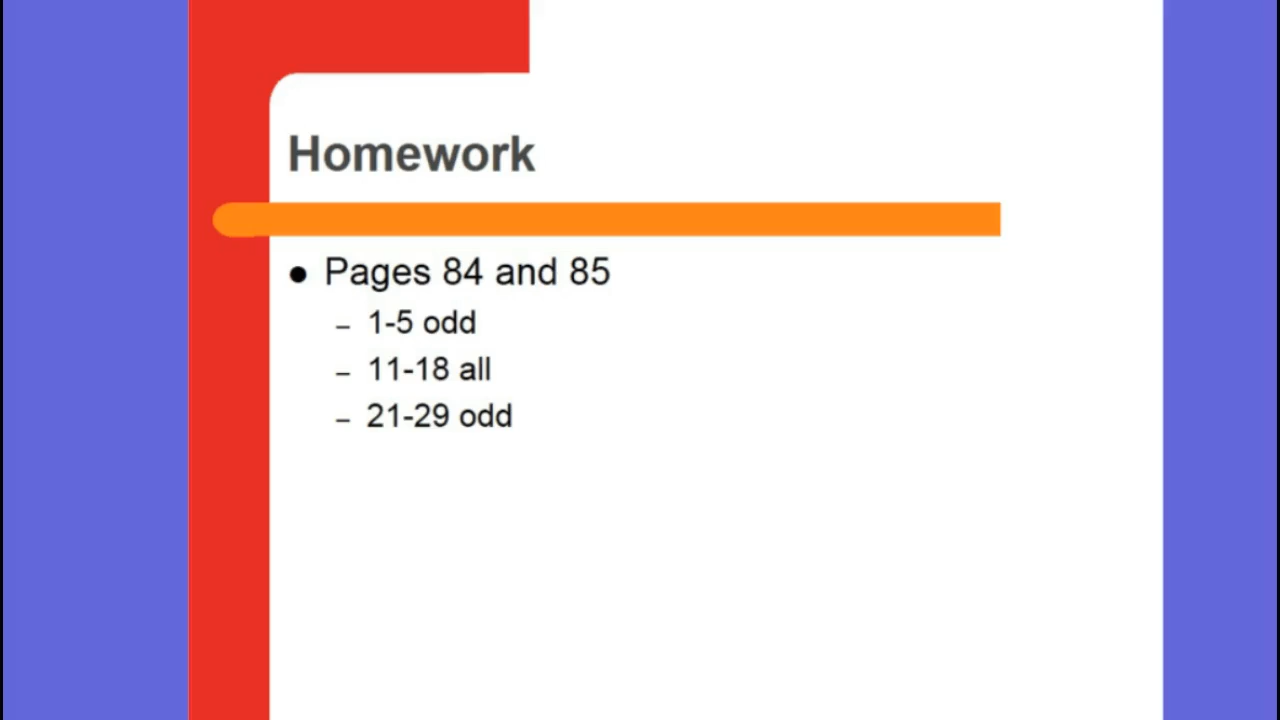 Homework
● Pages 84 and 85
– 1-5 odd
– 11-18 all
– 21-29 odd